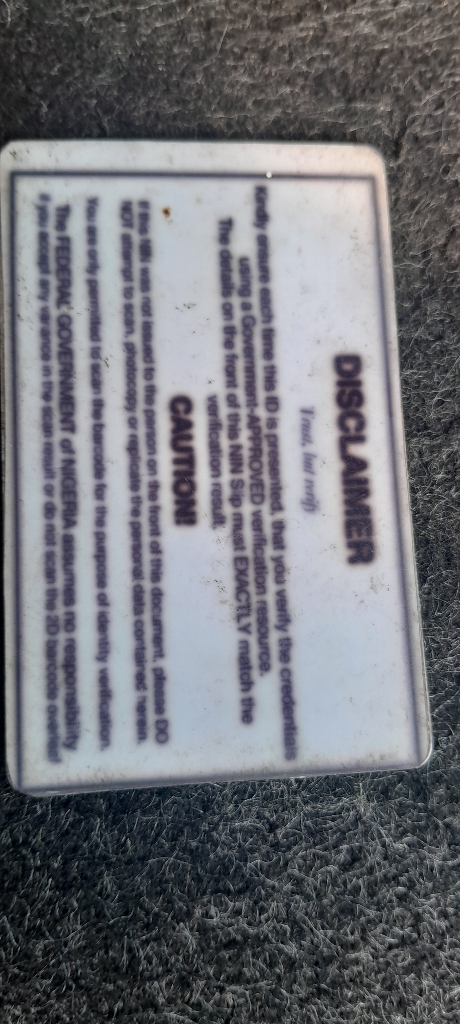 DISCLAIMER
Trust, but verify
Kindly ensure each time this ID is presented, that you verify the credentials
using a Government-APPROVED verification resource.
The details on the front of this NIN Slip must EXACTLY match the
verification result.
CAUTION!
If this NIN was not issued to the person on the front of this document, please DO
NOT attempt to scan, photocopy or replicate the personal data contained herein.
You are only permitted to scan the barcode for the purpose of identity verification.
The FEDERAL GOVERNMENT of NIGERIA assumes no responsibility
if you accept any variance in the scan result or do not scan the 2D barcode overleaf